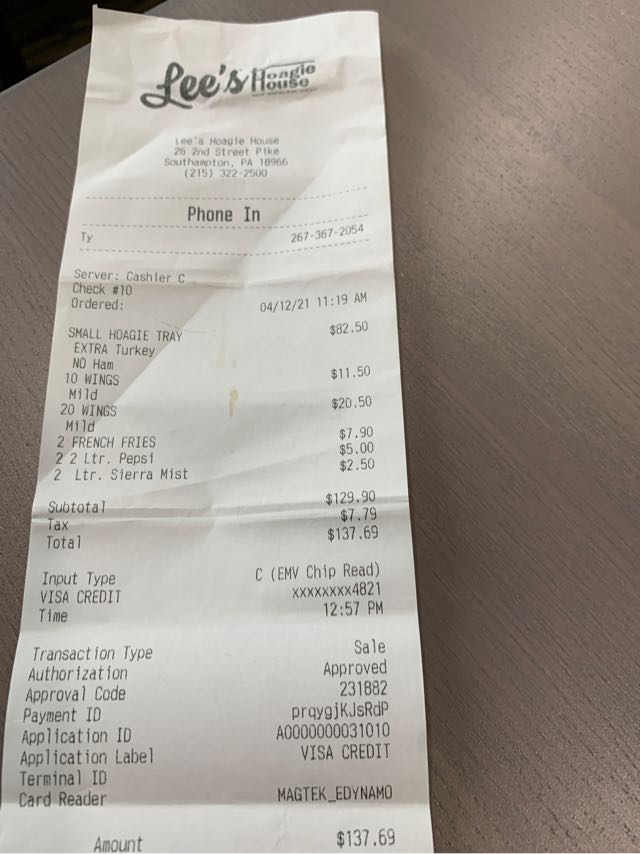 Lee's Hoagie House
Lee's Hoagie House
26 2nd Street Pike
Southampton, PA 18966
(215) 322-2500
Phone In
Ty 267-367-2054
Server: Cashier C
Check #10
Ordered: 04/12/21 11:19 AM
SMALL HOAGIE TRAY $82.50
EXTRA Turkey
NO Ham
10 WINGS $11.50
Mild
20 WINGS $20.50
Mild
2 FRENCH FRIES $7.90
2 2 Ltr. Pepsi $5.00
2 Ltr. Sierra Mist $2.50
Subtotal $129.90
Tax $7.79
Total $137.69
Input Type C (EMV Chip Read)
VISA CREDIT xxxxxxxx4821
Time 12:57 PM
Transaction Type Sale
Authorization Approved
Approval Code 231882
Payment ID prqygjKJsRdP
Application ID A0000000031010
Application Label VISA CREDIT
Terminal ID
Card Reader MAGTEK_EDYNAMO
Amount $137.69